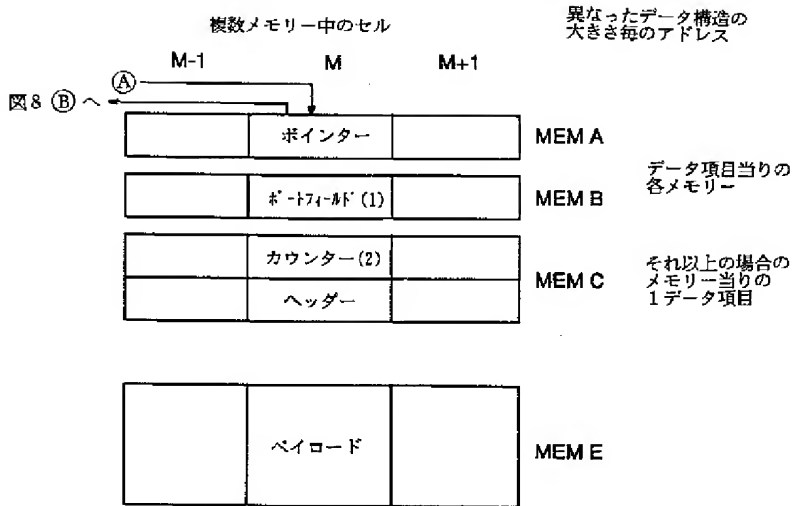 複数メモリー中のセル
異なったデータ構造の
大きさ毎のアドレス
M-1 M M+1
Ⓐ
図8 Ⓑ へ
ポインター
MEM A
データ項目当りの
各メモリー
ポートフィールド(1)
MEM B
カウンター(2)
ヘッダー
MEM C
それ以上の場合の
メモリー当りの
1データ項目
ペイロード
MEM E